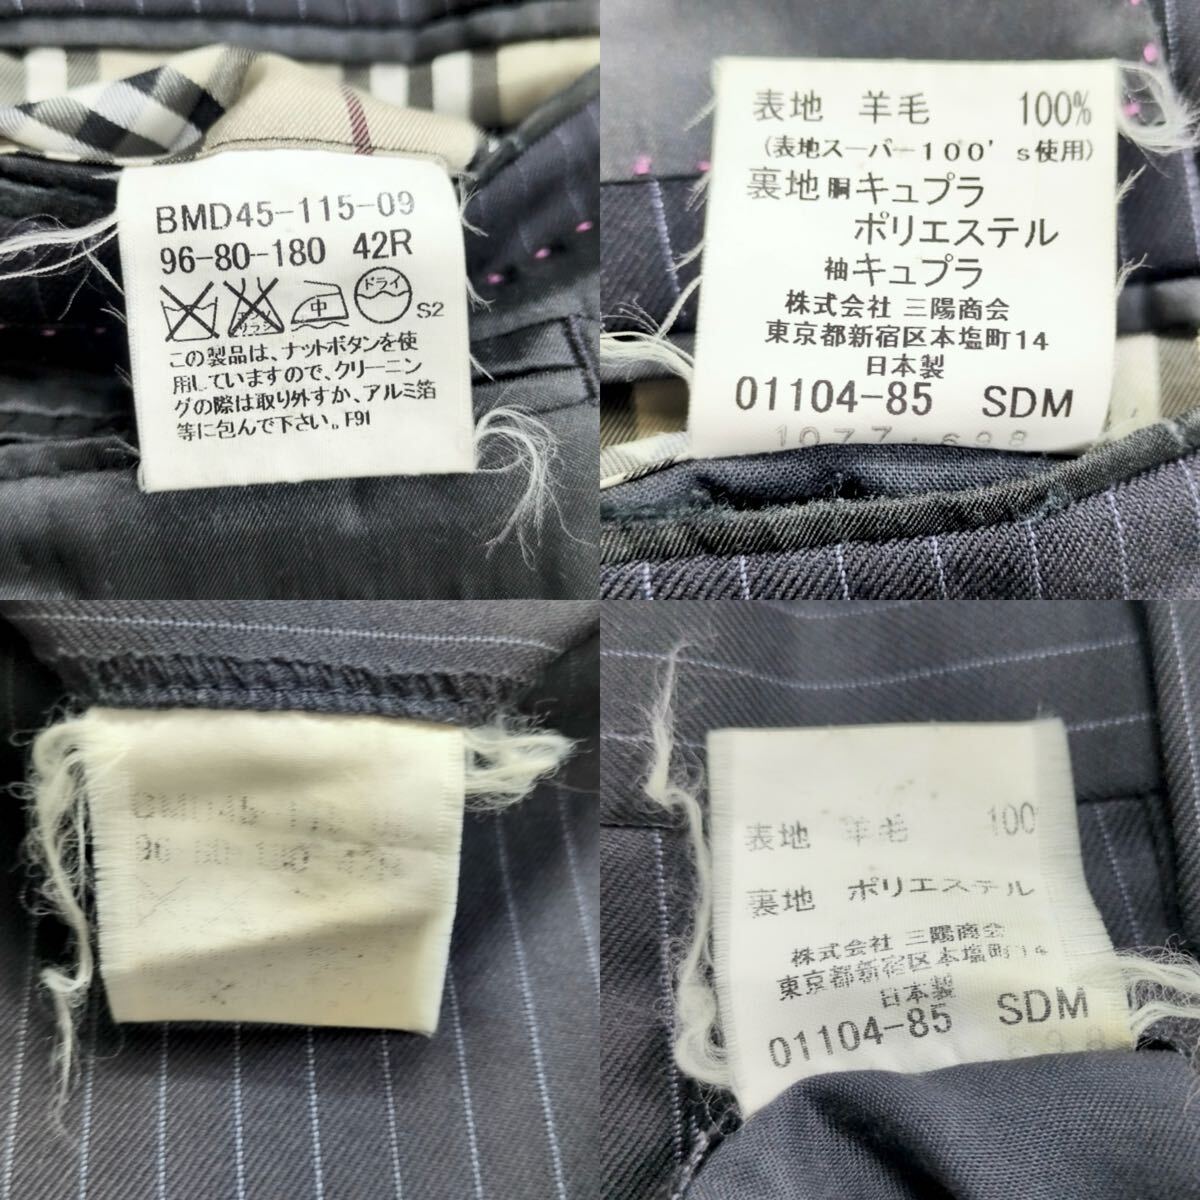 BMD45-115-09
96-80-180 42R
中 ドライ
S2
この製品は、ナットボタンを使
用していますので、クリーニン
グの際は取り外すか、アルミ箔
等に包んで下さい。F91
表地 羊毛 100%
(表地スーパー100's使用)
裏地 胴 キュプラ
ポリエステル
袖 キュプラ
株式会社 三陽商会
東京都新宿区本塩町14
日本製
01104-85 SDM
1077-698
表地 羊毛 100
裏地 ポリエステル
株式会社 三陽商会
東京都新宿区本塩町14
日本製
01104-85 SDM